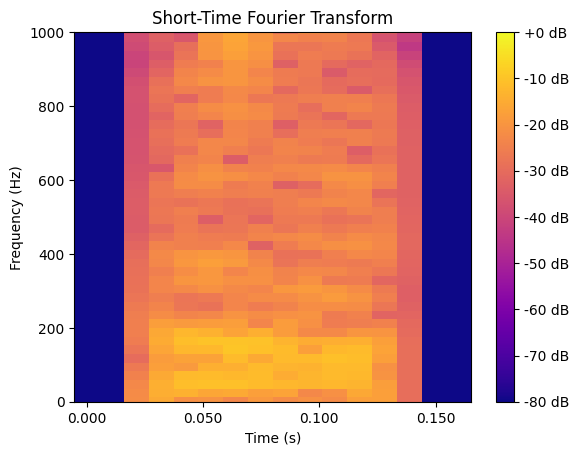 Short-Time Fourier Transform
1000
800
600
400
200
0
Frequency (Hz)
0.000
0.050
0.100
0.150
Time (s)
+0 dB
-10 dB
-20 dB
-30 dB
-40 dB
-50 dB
-60 dB
-70 dB
-80 dB